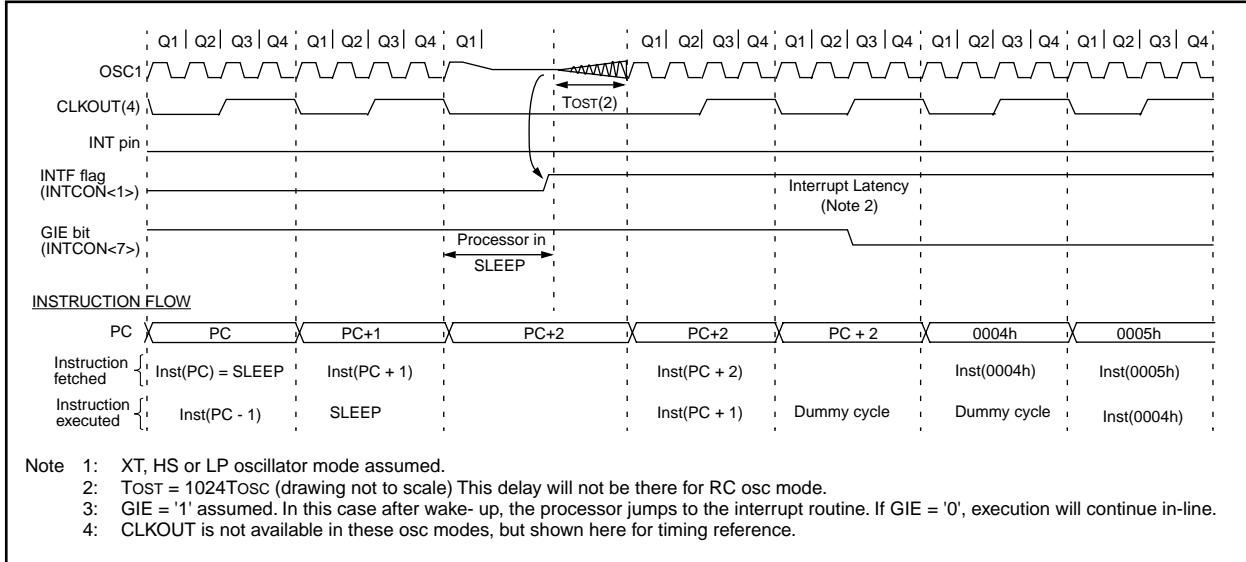 Q1 Q2 Q3 Q4 Q1 Q2 Q3 Q4 Q1 Q1 Q2 Q3 Q4 Q1 Q2 Q3 Q4 Q1 Q2 Q3 Q4 Q1 Q2 Q3 Q4
OSC1
TOST(2)
CLKOUT(4)
INT pin
INTF flag
(INTCON<1>)
Interrupt Latency
(Note 2)
GIE bit
(INTCON<7>)
Processor in
SLEEP
INSTRUCTION FLOW
PC PC PC+1 PC+2 PC+2 PC + 2 0004h 0005h
Instruction
fetched
Inst(PC) = SLEEP Inst(PC + 1) Inst(PC + 2) Inst(0004h) Inst(0005h)
Instruction
executed
Inst(PC - 1) SLEEP Inst(PC + 1) Dummy cycle Dummy cycle Inst(0004h)
Note 1: XT, HS or LP oscillator mode assumed.
2: TOST = 1024TOSC (drawing not to scale) This delay will not be there for RC osc mode.
3: GIE = '1' assumed. In this case after wake- up, the processor jumps to the interrupt routine. If GIE = '0', execution will continue in-line.
4: CLKOUT is not available in these osc modes, but shown here for timing reference.